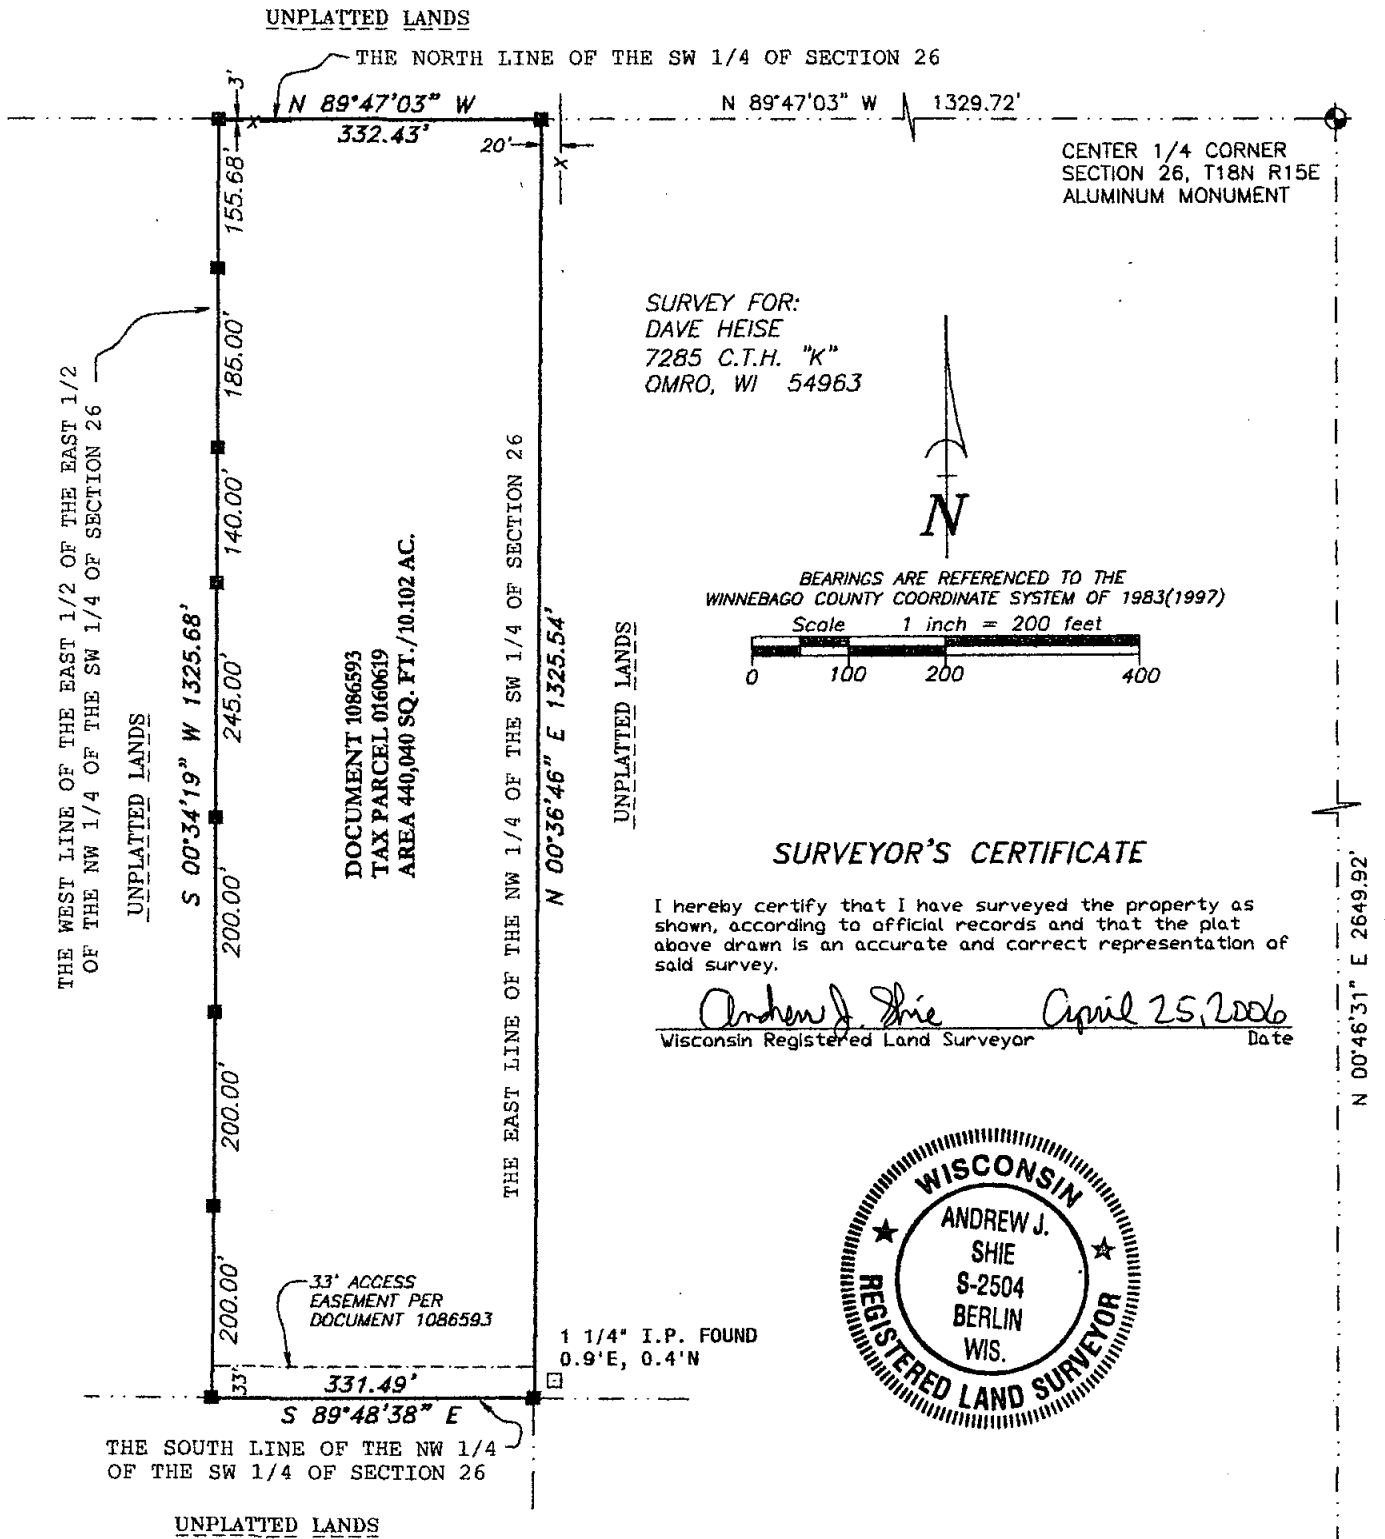 UNPLATTED LANDS
THE NORTH LINE OF THE SW 1/4 OF SECTION 26
3'
N 89°47'03" W
332.43'
20'
X
X
N 89°47'03" W 1329.72'
CENTER 1/4 CORNER
SECTION 26, T18N R15E
ALUMINUM MONUMENT
155.68'
185.00'
140.00'
245.00'
200.00'
200.00'
200.00'
33'
THE WEST LINE OF THE EAST 1/2 OF THE EAST 1/2
OF THE NW 1/4 OF THE SW 1/4 OF SECTION 26
UNPLATTED LANDS
S 00°34'19" W 1325.68'
DOCUMENT 1086593
TAX PARCEL 0160619
AREA 440,040 SQ. FT./10.102 AC.
THE EAST LINE OF THE NW 1/4 OF THE SW 1/4 OF SECTION 26
N 00°36'46" E 1325.54'
UNPLATTED LANDS
SURVEY FOR:
DAVE HEISE
7285 C.T.H. "K"
OMRO, WI 54963
N
BEARINGS ARE REFERENCED TO THE
WINNEBAGO COUNTY COORDINATE SYSTEM OF 1983(1997)
Scale 1 inch = 200 feet
0 100 200 400
SURVEYOR'S CERTIFICATE
I hereby certify that I have surveyed the property as
shown, according to official records and that the plat
above drawn is an accurate and correct representation of
said survey.
Andrew J. Shie April 25, 2006
Wisconsin Registered Land Surveyor Date
N 00°46'31" E 2649.92'
WISCONSIN
ANDREW J.
SHIE
S-2504
BERLIN
WIS.
REGISTERED LAND SURVEYOR
33' ACCESS
EASEMENT PER
DOCUMENT 1086593
1 1/4" I.P. FOUND
0.9'E, 0.4'N
331.49'
S 89°48'38" E
THE SOUTH LINE OF THE NW 1/4
OF THE SW 1/4 OF SECTION 26
UNPLATTED LANDS